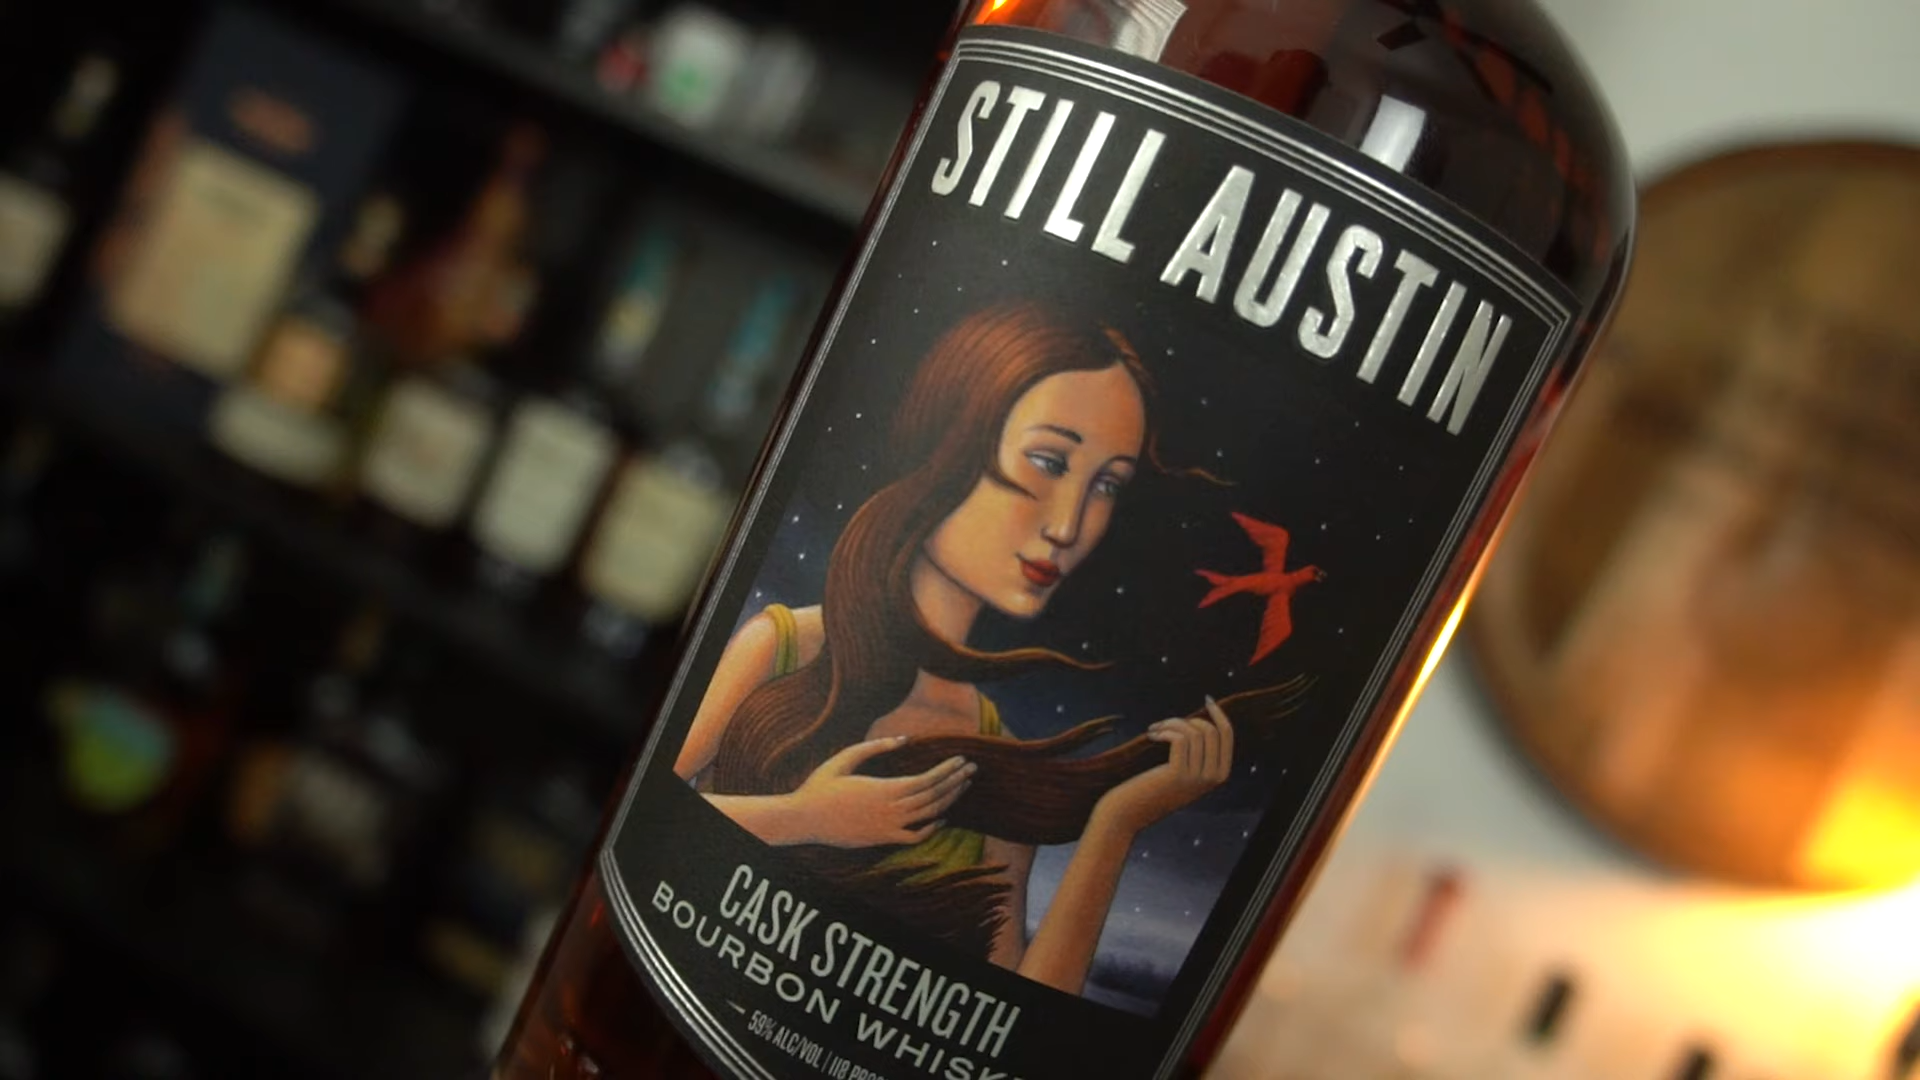 STILL AUSTIN
CASK STRENGTH
BOURBON WHISK
59% ALC/VOL | 118 PROO